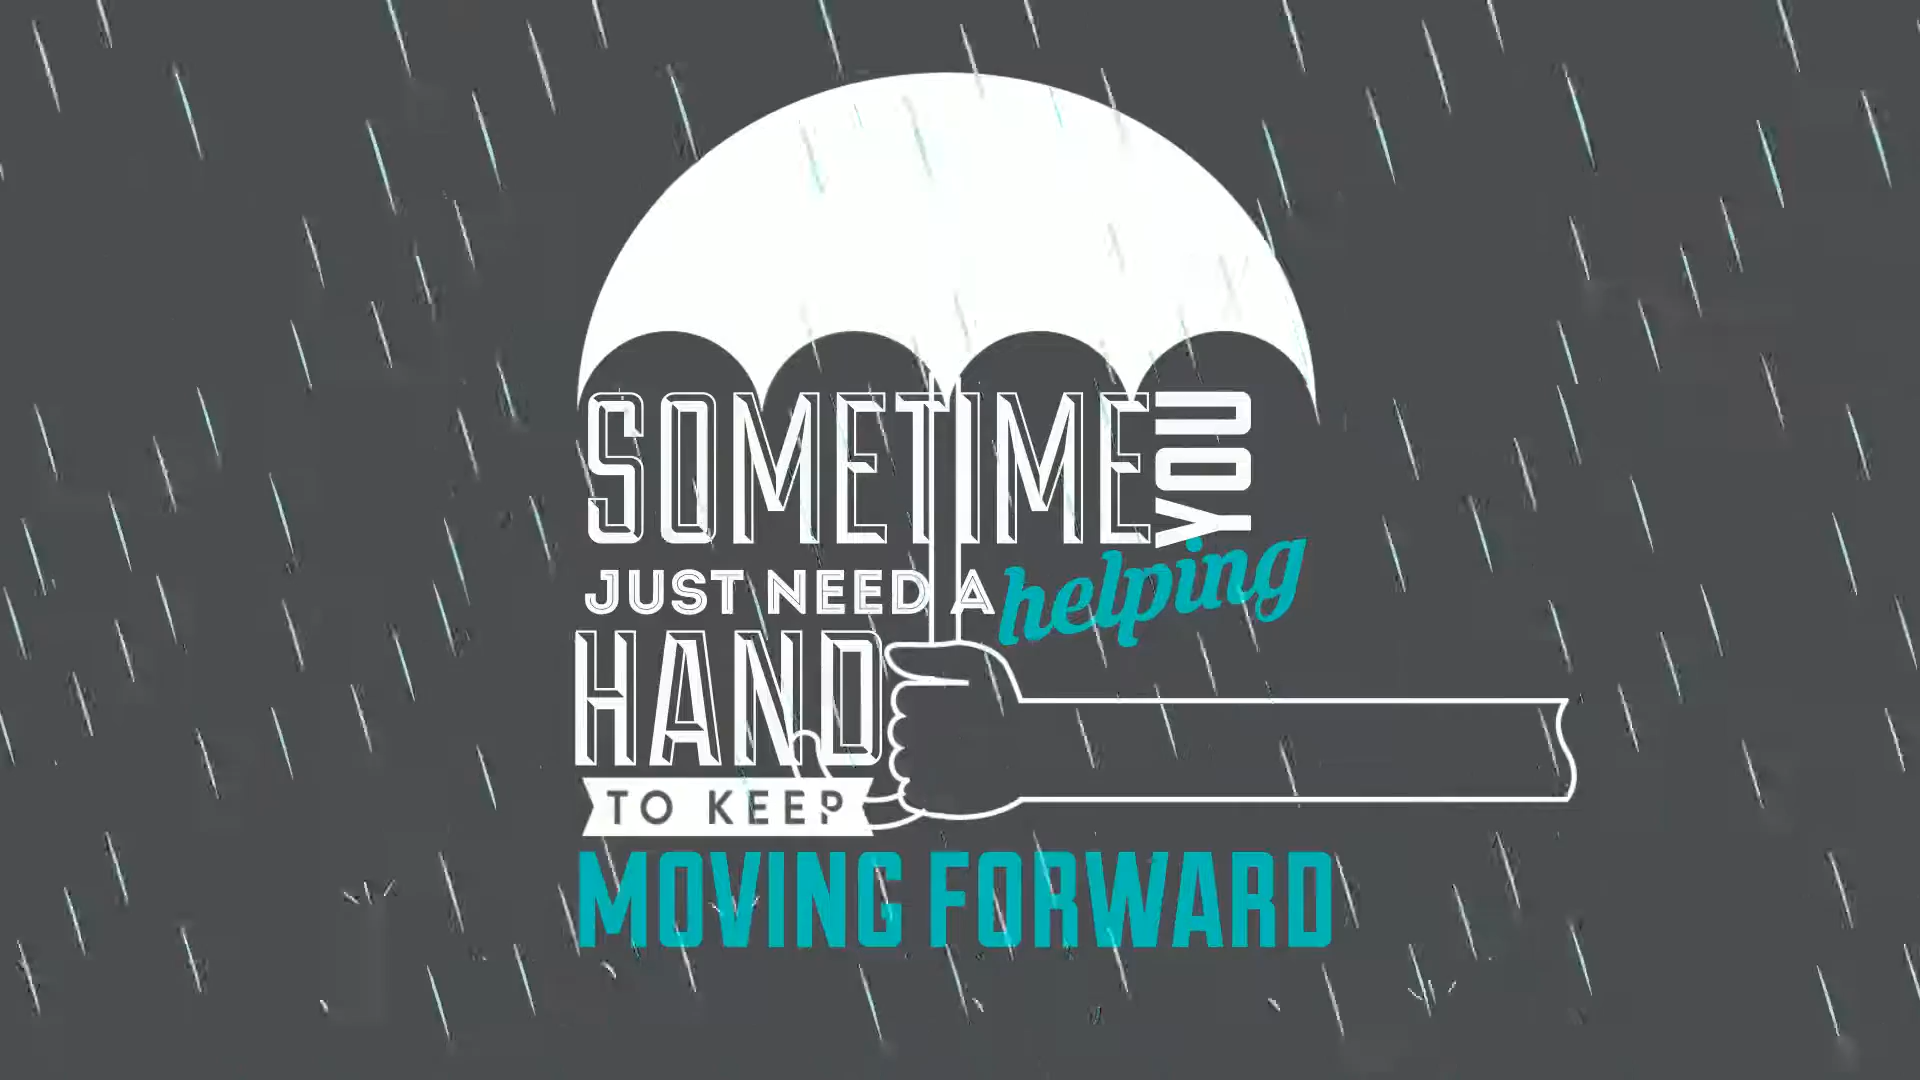 SOMETIME YOU
JUST NEED A helping
HAND
TO KEEP
MOVING FORWARD